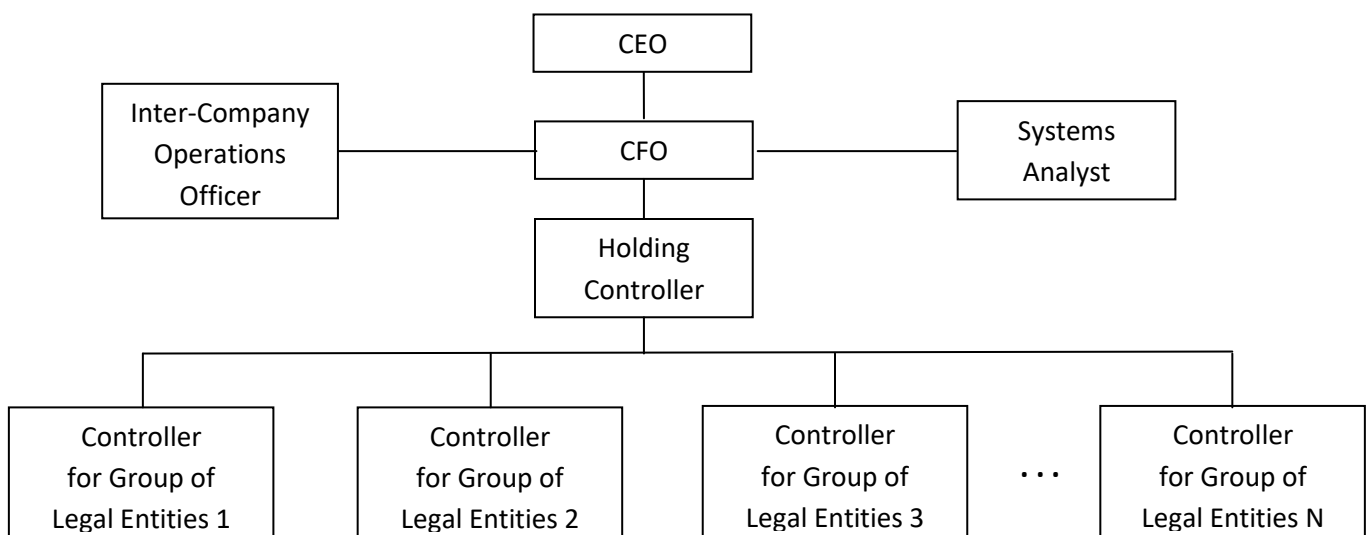 CEO
Inter-Company
Operations
Officer
CFO
Systems
Analyst
Holding
Controller
Controller
for Group of
Legal Entities 1
Controller
for Group of
Legal Entities 2
Controller
for Group of
Legal Entities 3
...
Controller
for Group of
Legal Entities N